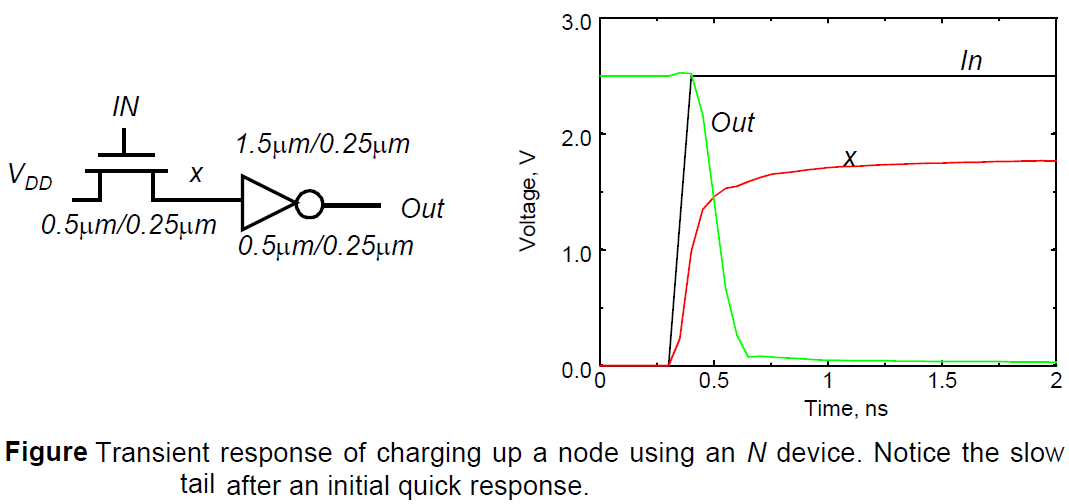 IN
1.5μm/0.25μm
V_DD
x
Out
0.5μm/0.25μm
0.5μm/0.25μm
3.0
In
Out
2.0
x
Voltage, V
1.0
0.0
0
0.5
1
1.5
2
Time, ns
Figure Transient response of charging up a node using an N device. Notice the slow
tail after an initial quick response.